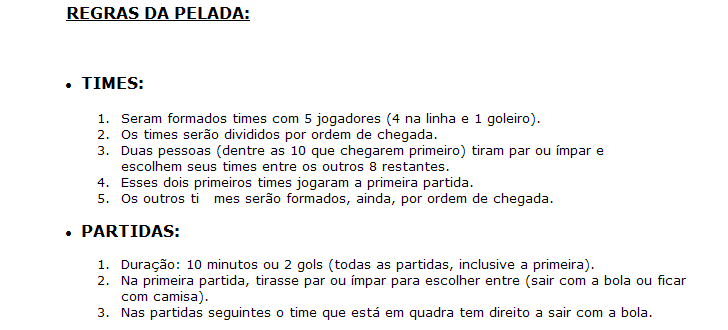 REGRAS DA PELADA:
• TIMES:
1. Seram formados times com 5 jogadores (4 na linha e 1 goleiro).
2. Os times serão divididos por ordem de chegada.
3. Duas pessoas (dentre as 10 que chegarem primeiro) tiram par ou ímpar e
escolhem seus times entre os outros 8 restantes.
4. Esses dois primeiros times jogaram a primeira partida.
5. Os outros ti mes serão formados, ainda, por ordem de chegada.
• PARTIDAS:
1. Duração: 10 minutos ou 2 gols (todas as partidas, inclusive a primeira).
2. Na primeira partida, tirasse par ou ímpar para escolher entre (sair com a bola ou ficar
com camisa).
3. Nas partidas seguintes o time que está em quadra tem direito a sair com a bola.